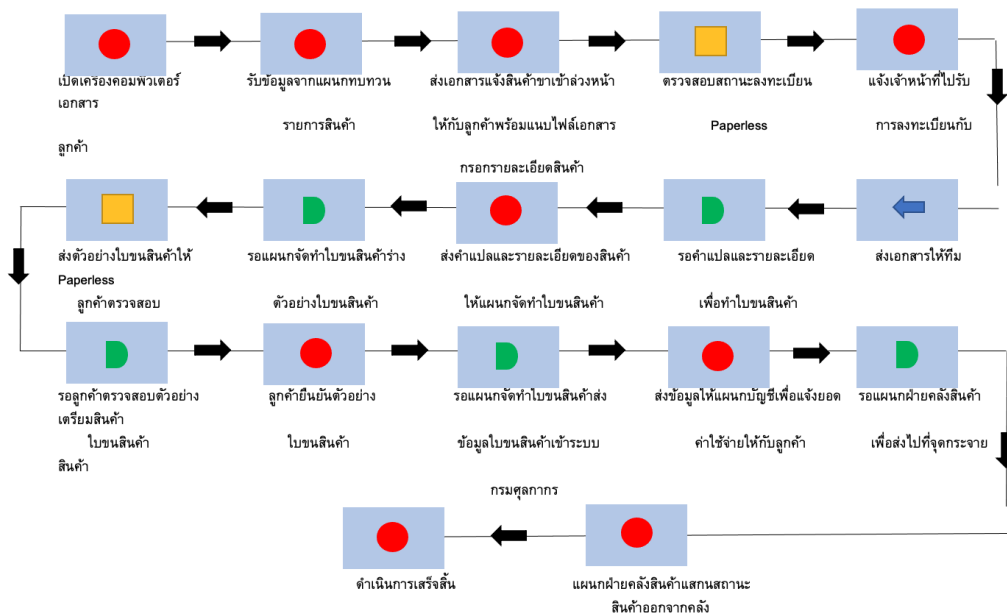 เปิดเครื่องคอมพิวเตอร์ รับข้อมูลจากแผนกทบทวน ส่งเอกสารแจ้งสินค้าขาเข้าล่วงหน้า ตรวจสอบสถานะลงทะเบียน แจ้งเจ้าหน้าที่ไปรับ
เอกสาร
รายการสินค้า ให้กับลูกค้าพร้อมแนบไฟล์เอกสาร Paperless การลงทะเบียนกับ
ลูกค้า
กรอกรายละเอียดสินค้า
ส่งตัวอย่างใบขนสินค้าให้ รอแผนกจัดทำใบขนสินค้าร่าง ส่งคำแปลและรายละเอียดของสินค้า รอคำแปลและรายละเอียด ส่งเอกสารให้ทีม
Paperless
ลูกค้าตรวจสอบ ตัวอย่างใบขนสินค้า ให้แผนกจัดทำใบขนสินค้า เพื่อทำใบขนสินค้า
รอลูกค้าตรวจสอบตัวอย่าง ลูกค้ายืนยันตัวอย่าง รอแผนกจัดทำใบขนสินค้าส่ง ส่งข้อมูลให้แผนกบัญชีเพื่อแจ้งยอด รอแผนกฝ่ายคลังสินค้า
เตรียมสินค้า
ใบขนสินค้า ใบขนสินค้า ข้อมูลใบขนสินค้าเข้าระบบ ค่าใช้จ่ายให้กับลูกค้า เพื่อส่งไปที่จุดกระจาย
สินค้า
กรมศุลกากร
ดำเนินการเสร็จสิ้น แผนกฝ่ายคลังสินค้าแสกนสถานะ
สินค้าออกจากคลัง